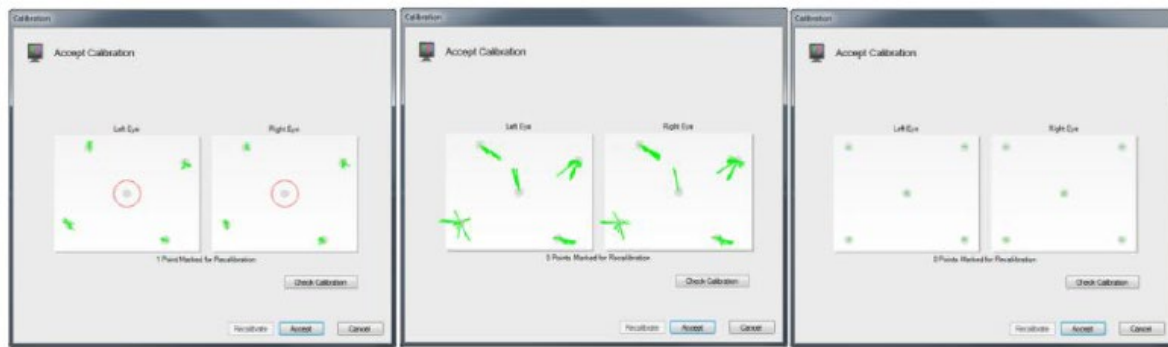 Calibration
Accept Calibration
Left Eye Right Eye
1 Point Marked for Recalibration
Check Calibration
Recalibrate Accept Cancel
Calibration
Accept Calibration
Left Eye Right Eye
0 Points Marked for Recalibration
Check Calibration
Recalibrate Accept Cancel
Calibration
Accept Calibration
Left Eye Right Eye
0 Points Marked for Recalibration
Check Calibration
Recalibrate Accept Cancel